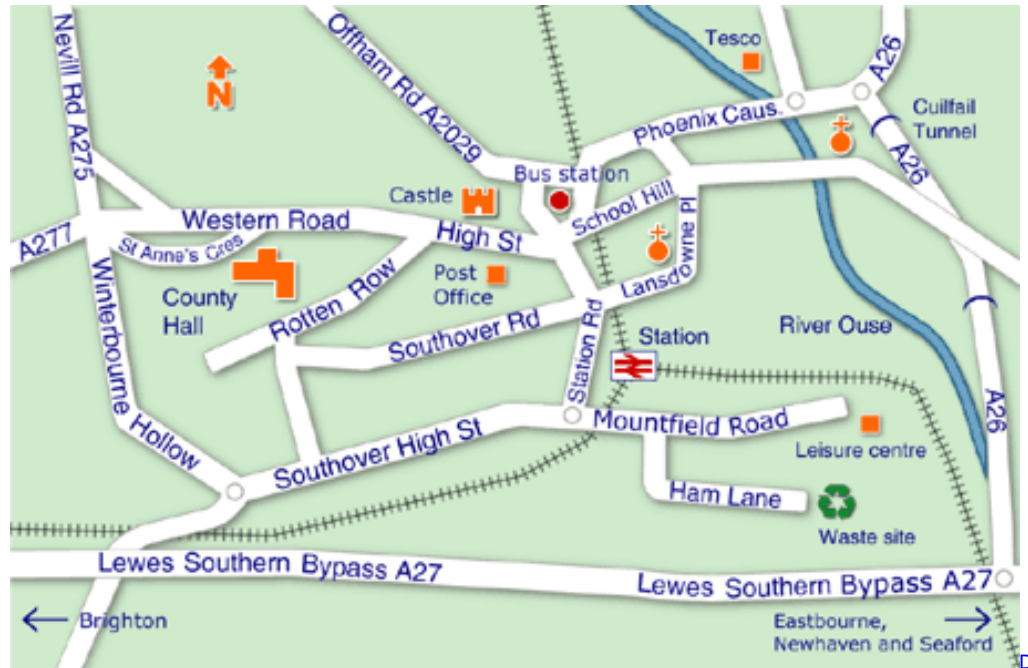 Nevill Rd A275
N
Offham Rd A2029
Tesco
A26
Phoenix Caus.
Cuilfail
Tunnel
A26
Bus station
Castle
School Hill
Western Road
High St
A277
St Anne's Cres
Lansdowne Pl
County
Hall
Post
Office
Rotten Row
Southover Rd
Station Rd
Station
River Ouse
Winterbourne Hollow
A26
Mountfield Road
Southover High St
Leisure centre
Ham Lane
Waste site
Lewes Southern Bypass A27
Lewes Southern Bypass A27
Brighton
Eastbourne,
Newhaven and Seaford